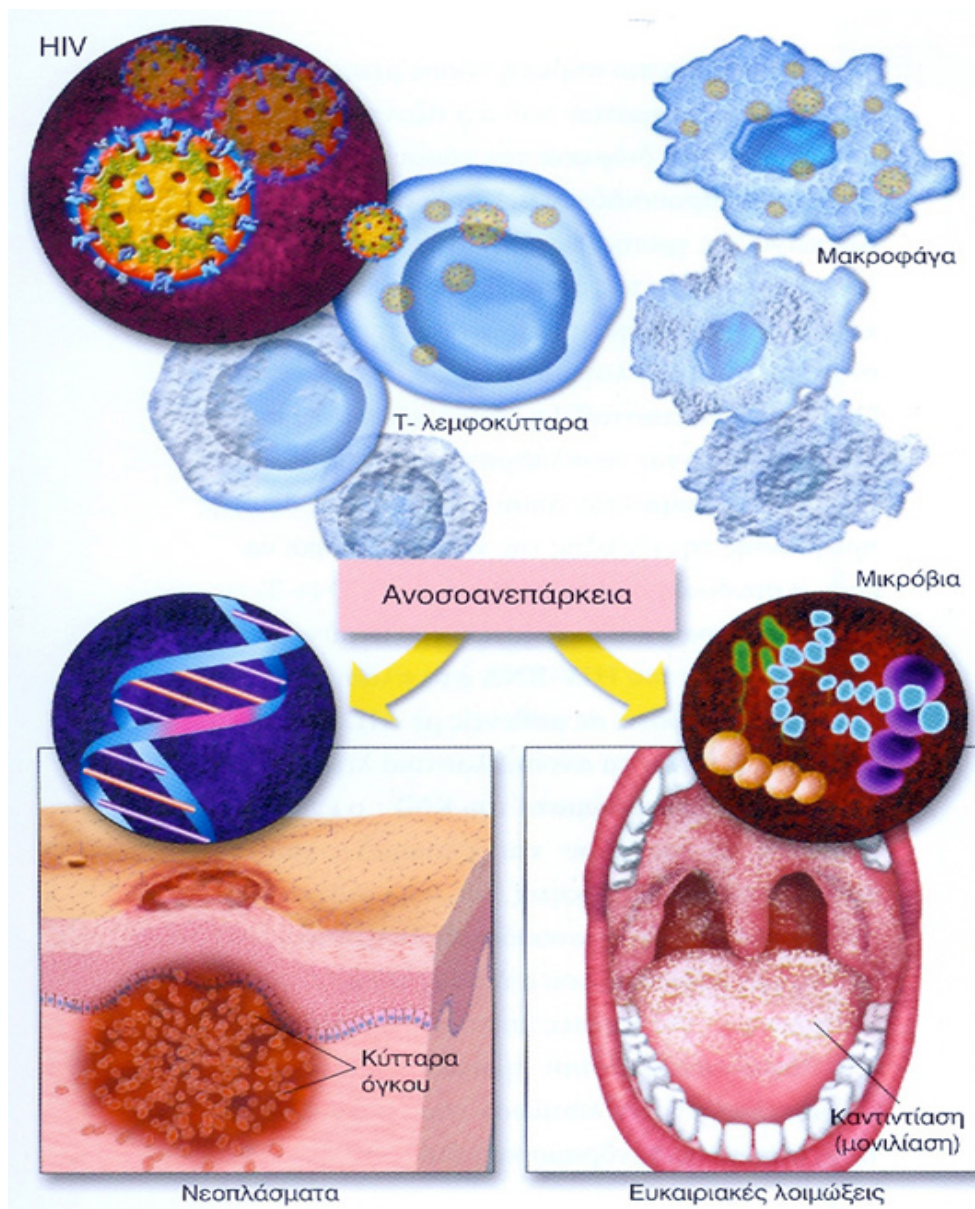 HIV
Μακροφάγα
Τ- λεμφοκύτταρα
Ανοσοανεπάρκεια
Μικρόβια
Κύτταρα
όγκου
Καντιντίαση
(μονιλίαση)
Νεοπλάσματα
Ευκαιριακές λοιμώξεις